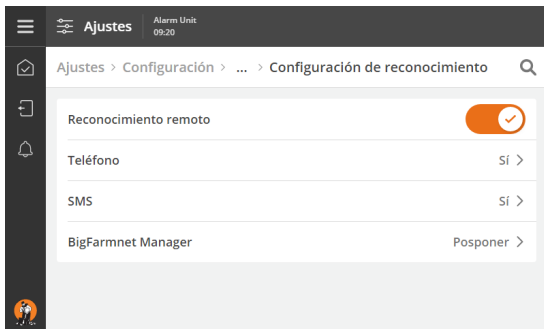 Ajustes
Alarm Unit
09:20
Ajustes > Configuración > ... > Configuración de reconocimiento
Reconocimiento remoto
Teléfono Sí >
SMS Sí >
BigFarmnet Manager Posponer >